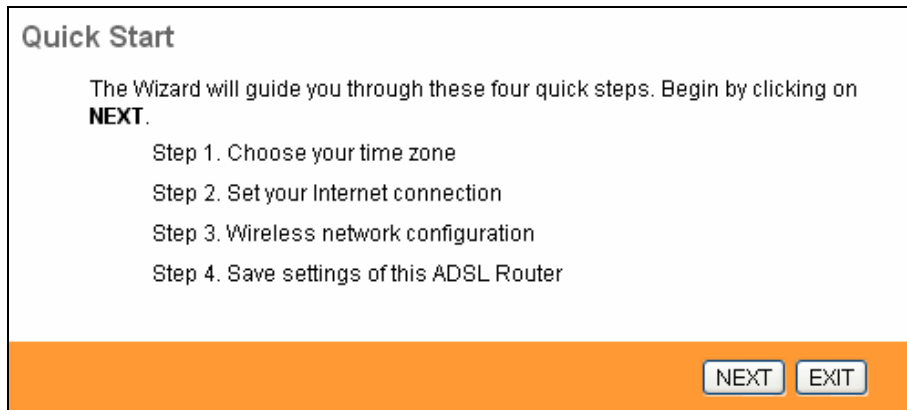 Quick Start
The Wizard will guide you through these four quick steps. Begin by clicking on
NEXT.
Step 1. Choose your time zone
Step 2. Set your Internet connection
Step 3. Wireless network configuration
Step 4. Save settings of this ADSL Router
NEXT EXIT